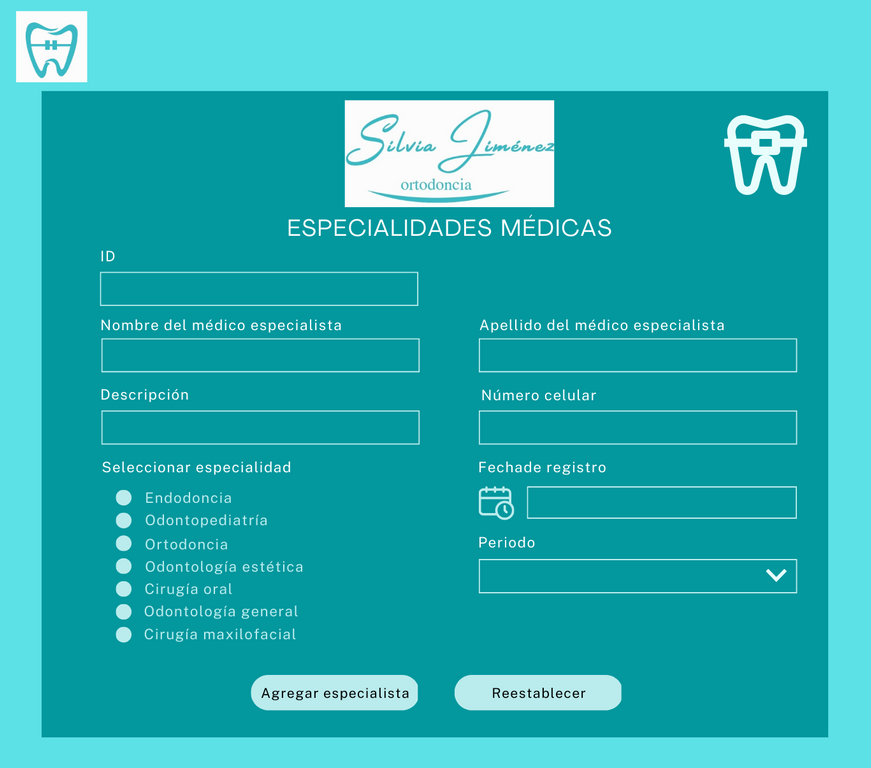 Silvia Jiménez
ortodoncia
ESPECIALIDADES MÉDICAS
ID
Nombre del médico especialista
Apellido del médico especialista
Descripción
Número celular
Seleccionar especialidad
Fechade registro
Endodoncia
Odontopediatría
Ortodoncia
Odontología estética
Cirugía oral
Odontología general
Cirugía maxilofacial
Periodo
Agregar especialista
Reestablecer